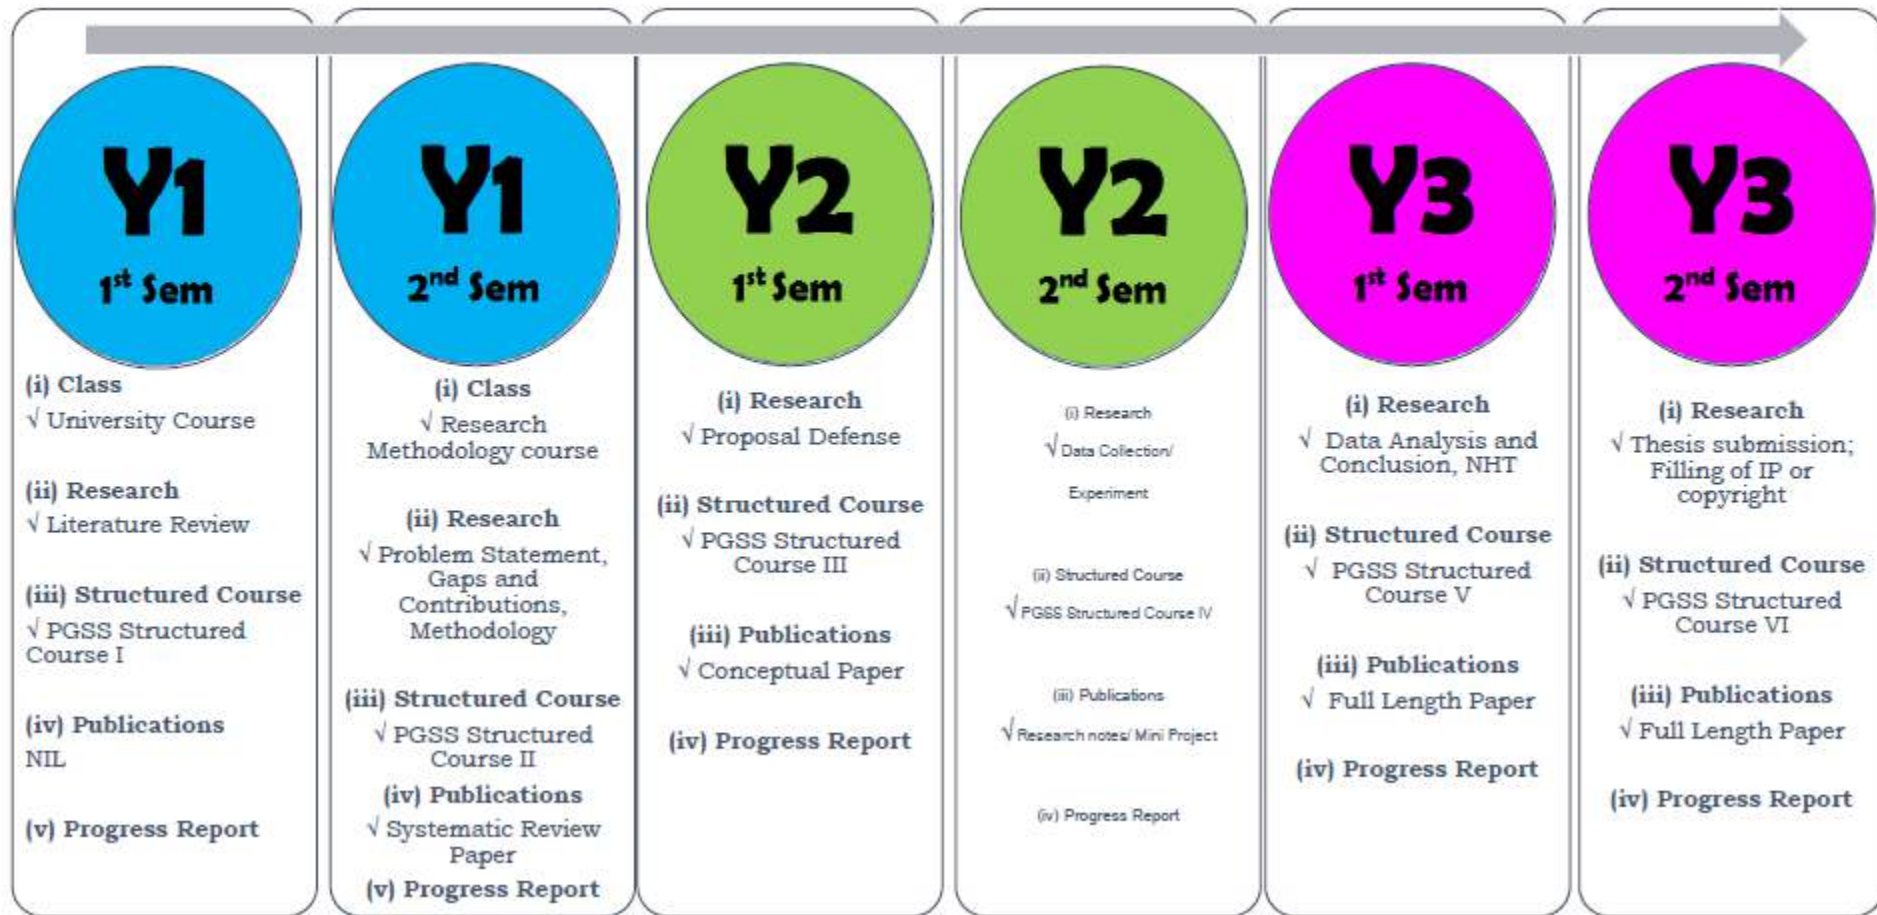 Y1
1st Sem
(i) Class
√ University Course
(ii) Research
√ Literature Review
(iii) Structured Course
√ PGSS Structured
Course I
(iv) Publications
NIL
(v) Progress Report
Y1
2nd Sem
(i) Class
√ Research
Methodology course
(ii) Research
√ Problem Statement,
Gaps and
Contributions,
Methodology
(iii) Structured Course
√ PGSS Structured
Course II
(iv) Publications
√ Systematic Review
Paper
(v) Progress Report
Y2
1st Sem
(i) Research
√ Proposal Defense
(ii) Structured Course
√ PGSS Structured
Course III
(iii) Publications
√ Conceptual Paper
(iv) Progress Report
Y2
2nd Sem
(i) Research
√ Data Collection/
Experiment
(ii) Structured Course
√ PGSS Structured Course IV
(iii) Publications
√ Research notes/ Mini Project
(iv) Progress Report
Y3
1st Sem
(i) Research
√ Data Analysis and
Conclusion, NHT
(ii) Structured Course
√ PGSS Structured
Course V
(iii) Publications
√ Full Length Paper
(iv) Progress Report
Y3
2nd Sem
(i) Research
√ Thesis submission;
Filling of IP or
copyright
(ii) Structured Course
√ PGSS Structured
Course VI
(iii) Publications
√ Full Length Paper
(iv) Progress Report